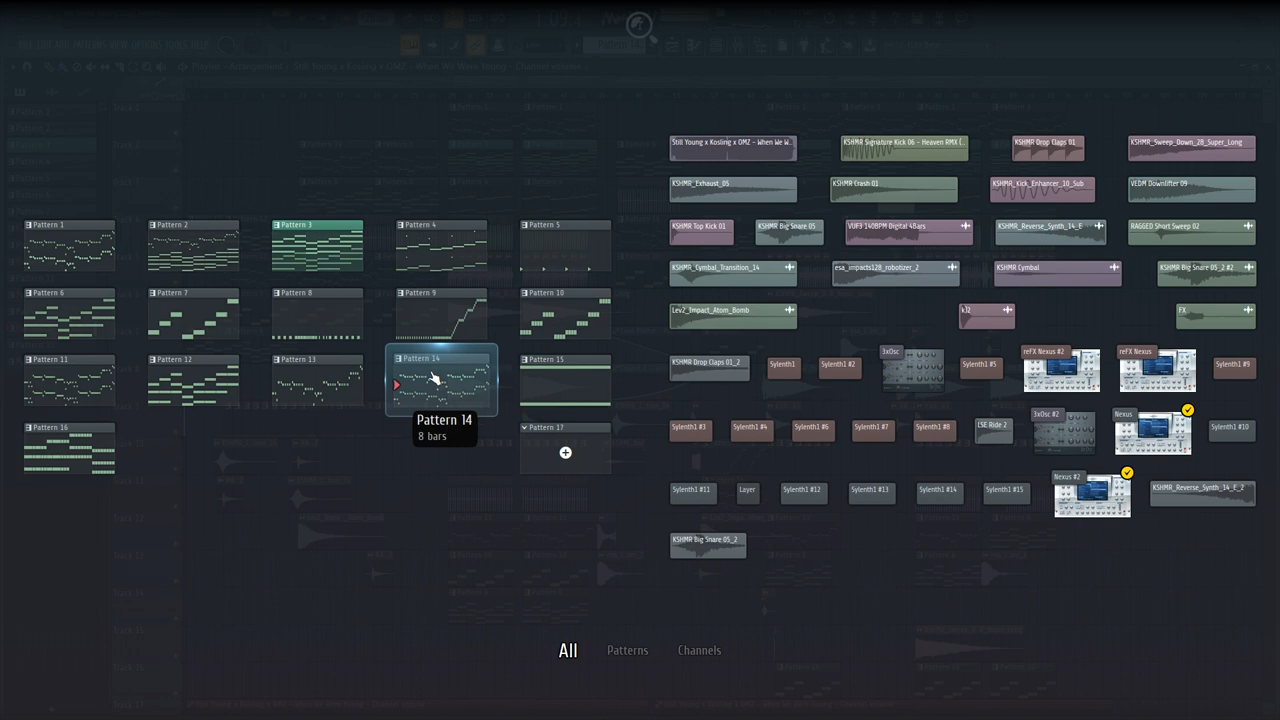 Pattern 14
Pattern 1
Pattern 2
Pattern 3
Pattern 4
Pattern 5
Pattern 6
Pattern 7
Pattern 8
Pattern 9
Pattern 10
Pattern 11
Pattern 12
Pattern 13
Pattern 14
Pattern 15
Pattern 14
8 bars
Pattern 16
Pattern 17
Still Young x Kosling x OMZ - When We W..
KSHMR Signature Kick 06 - Heaven RMX (..
KSHMR Drop Claps 01
KSHMR_Sweep_Down_28_Super_Long
KSHMR_Exhaust_05
KSHMR Crash 01
KSHMR_Kick_Enhancer_10_Sub
VEDM Downlifter 09
KSHMR Top Kick 01
KSHMR Big Snare 05
VUF3 140BPM Digital 4Bars
KSHMR_Reverse_Synth_14_E
RAGGED Short Sweep 02
KSHMR_Cymbal_Transition_14
esa_impacts128_robotizer_2
KSHMR Cymbal
KSHMR Big Snare 05_2 #2
Lev2_Impact_Atom_Bomb
FX
KSHMR Drop Claps 01_2
Sylenth1
Sylenth1 #2
3xOsc
Sylenth1 #5
reFX Nexus #2
reFX Nexus
Sylenth1 #9
Sylenth1 #3
Sylenth1 #4
Sylenth1 #6
Sylenth1 #7
Sylenth1 #8
LSE Ride 2
3xOsc #2
Nexus
Sylenth1 #10
Sylenth1 #11
Layer
Sylenth1 #12
Sylenth1 #13
Sylenth1 #14
Sylenth1 #15
Nexus #2
KSHMR_Reverse_Synth_14_E_2
KSHMR Big Snare 05_2
All
Patterns
Channels